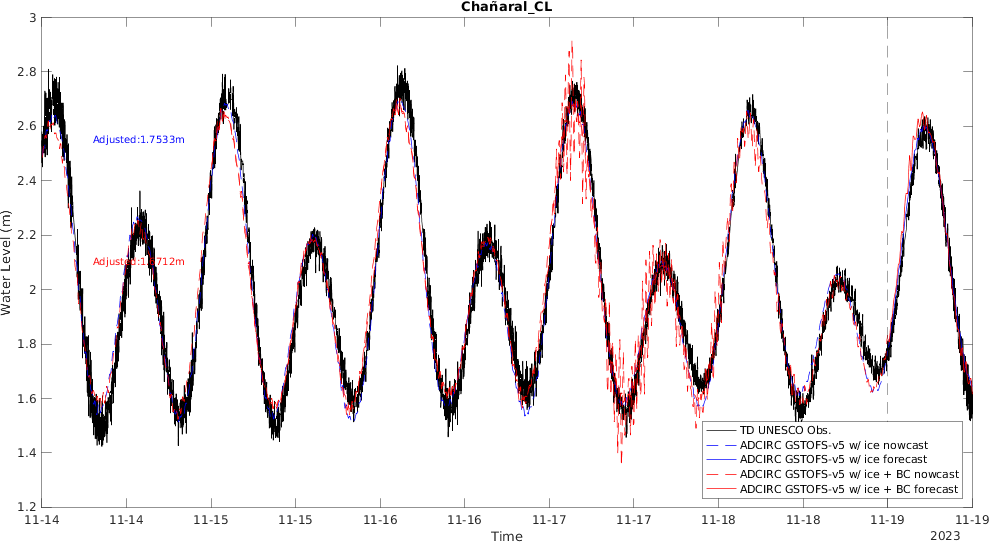 Chañaral_CL
Water Level (m)
3
2.8
2.6
2.4
2.2
2
1.8
1.6
1.4
1.2
Adjusted:1.7533m
TD UNESCO Obs.
ADCIRC GSTOFS-v5 w/ ice nowcast
ADCIRC GSTOFS-v5 w/ ice forecast
ADCIRC GSTOFS-v5 w/ ice + BC nowcast
ADCIRC GSTOFS-v5 w/ ice + BC forecast
11-14 11-14 11-15 11-15 11-16 11-16 11-17 11-17 11-18 11-18 11-19 11-19
Time
2023